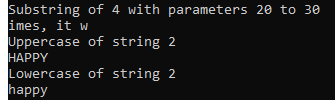 Substring of 4 with parameters 20 to 30
imes, it w
Uppercase of string 2
HAPPY
Lowercase of string 2
happy